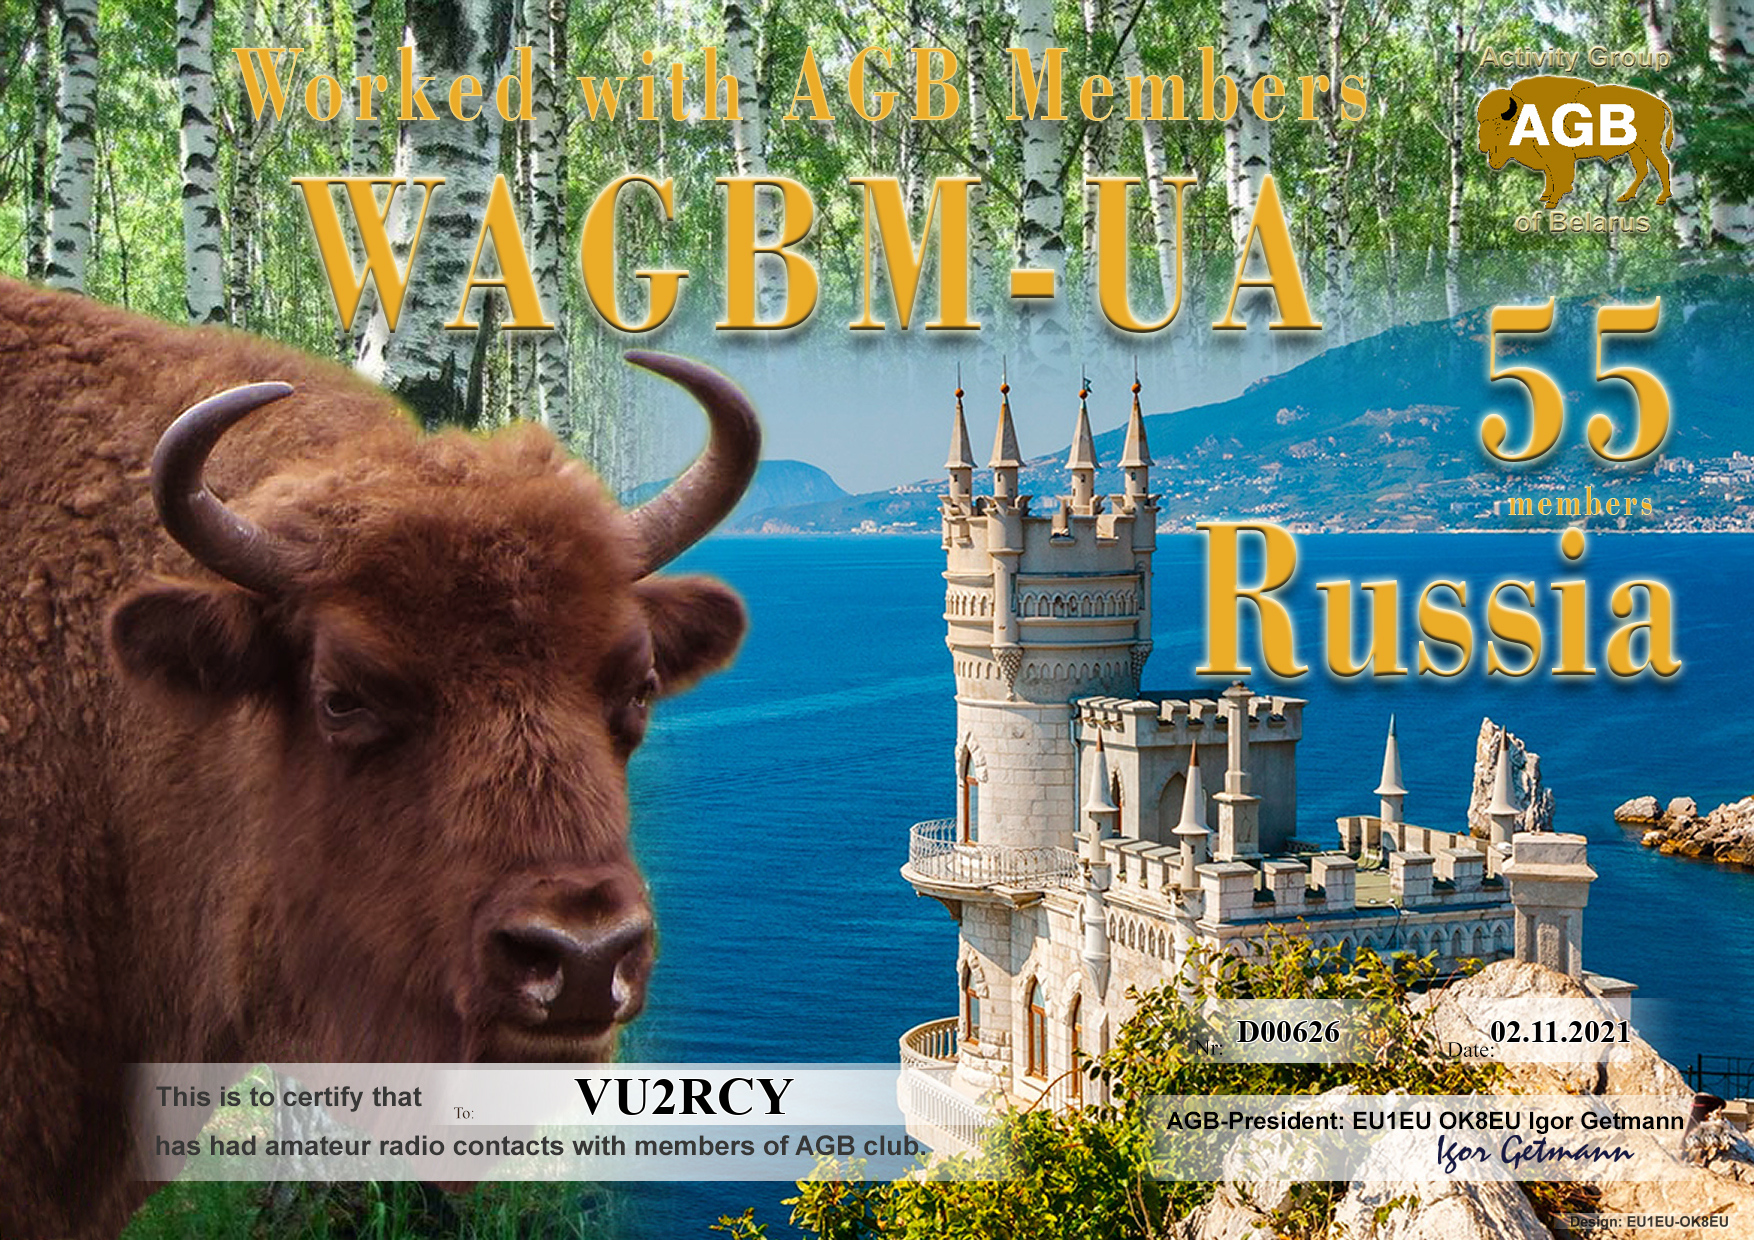 Worked with AGB Members
Activity Group
AGB
of Belarus
WAGBM-UA
55
members
Russia
Nr: D00626
Date: 02.11.2021
This is to certify that To: VU2RCY
has had amateur radio contacts with members of AGB club.
AGB-President: EU1EU OK8EU Igor Getmann
Igor Getmann
Design: EU1EU-OK8EU